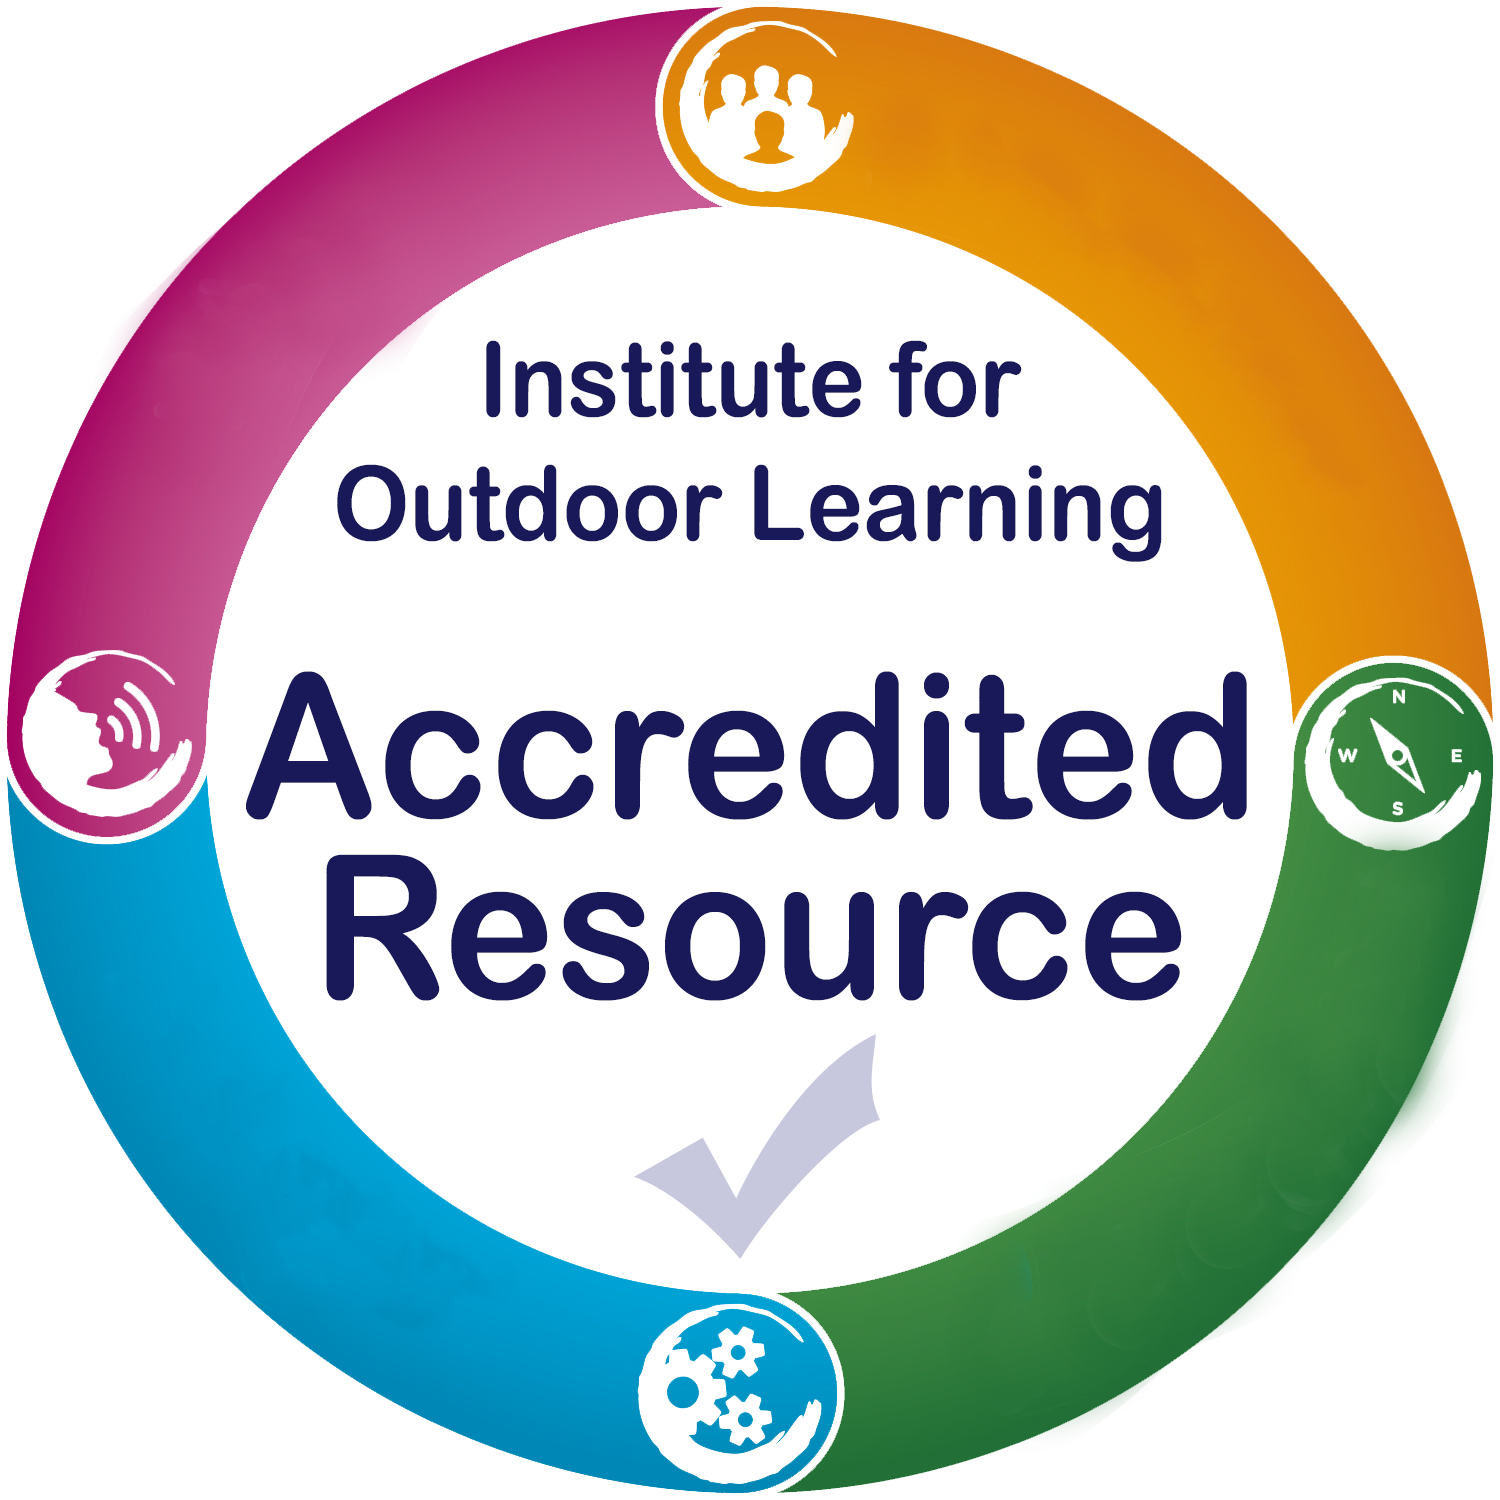 Institute for
Outdoor Learning
Accredited
Resource
N
W E
S